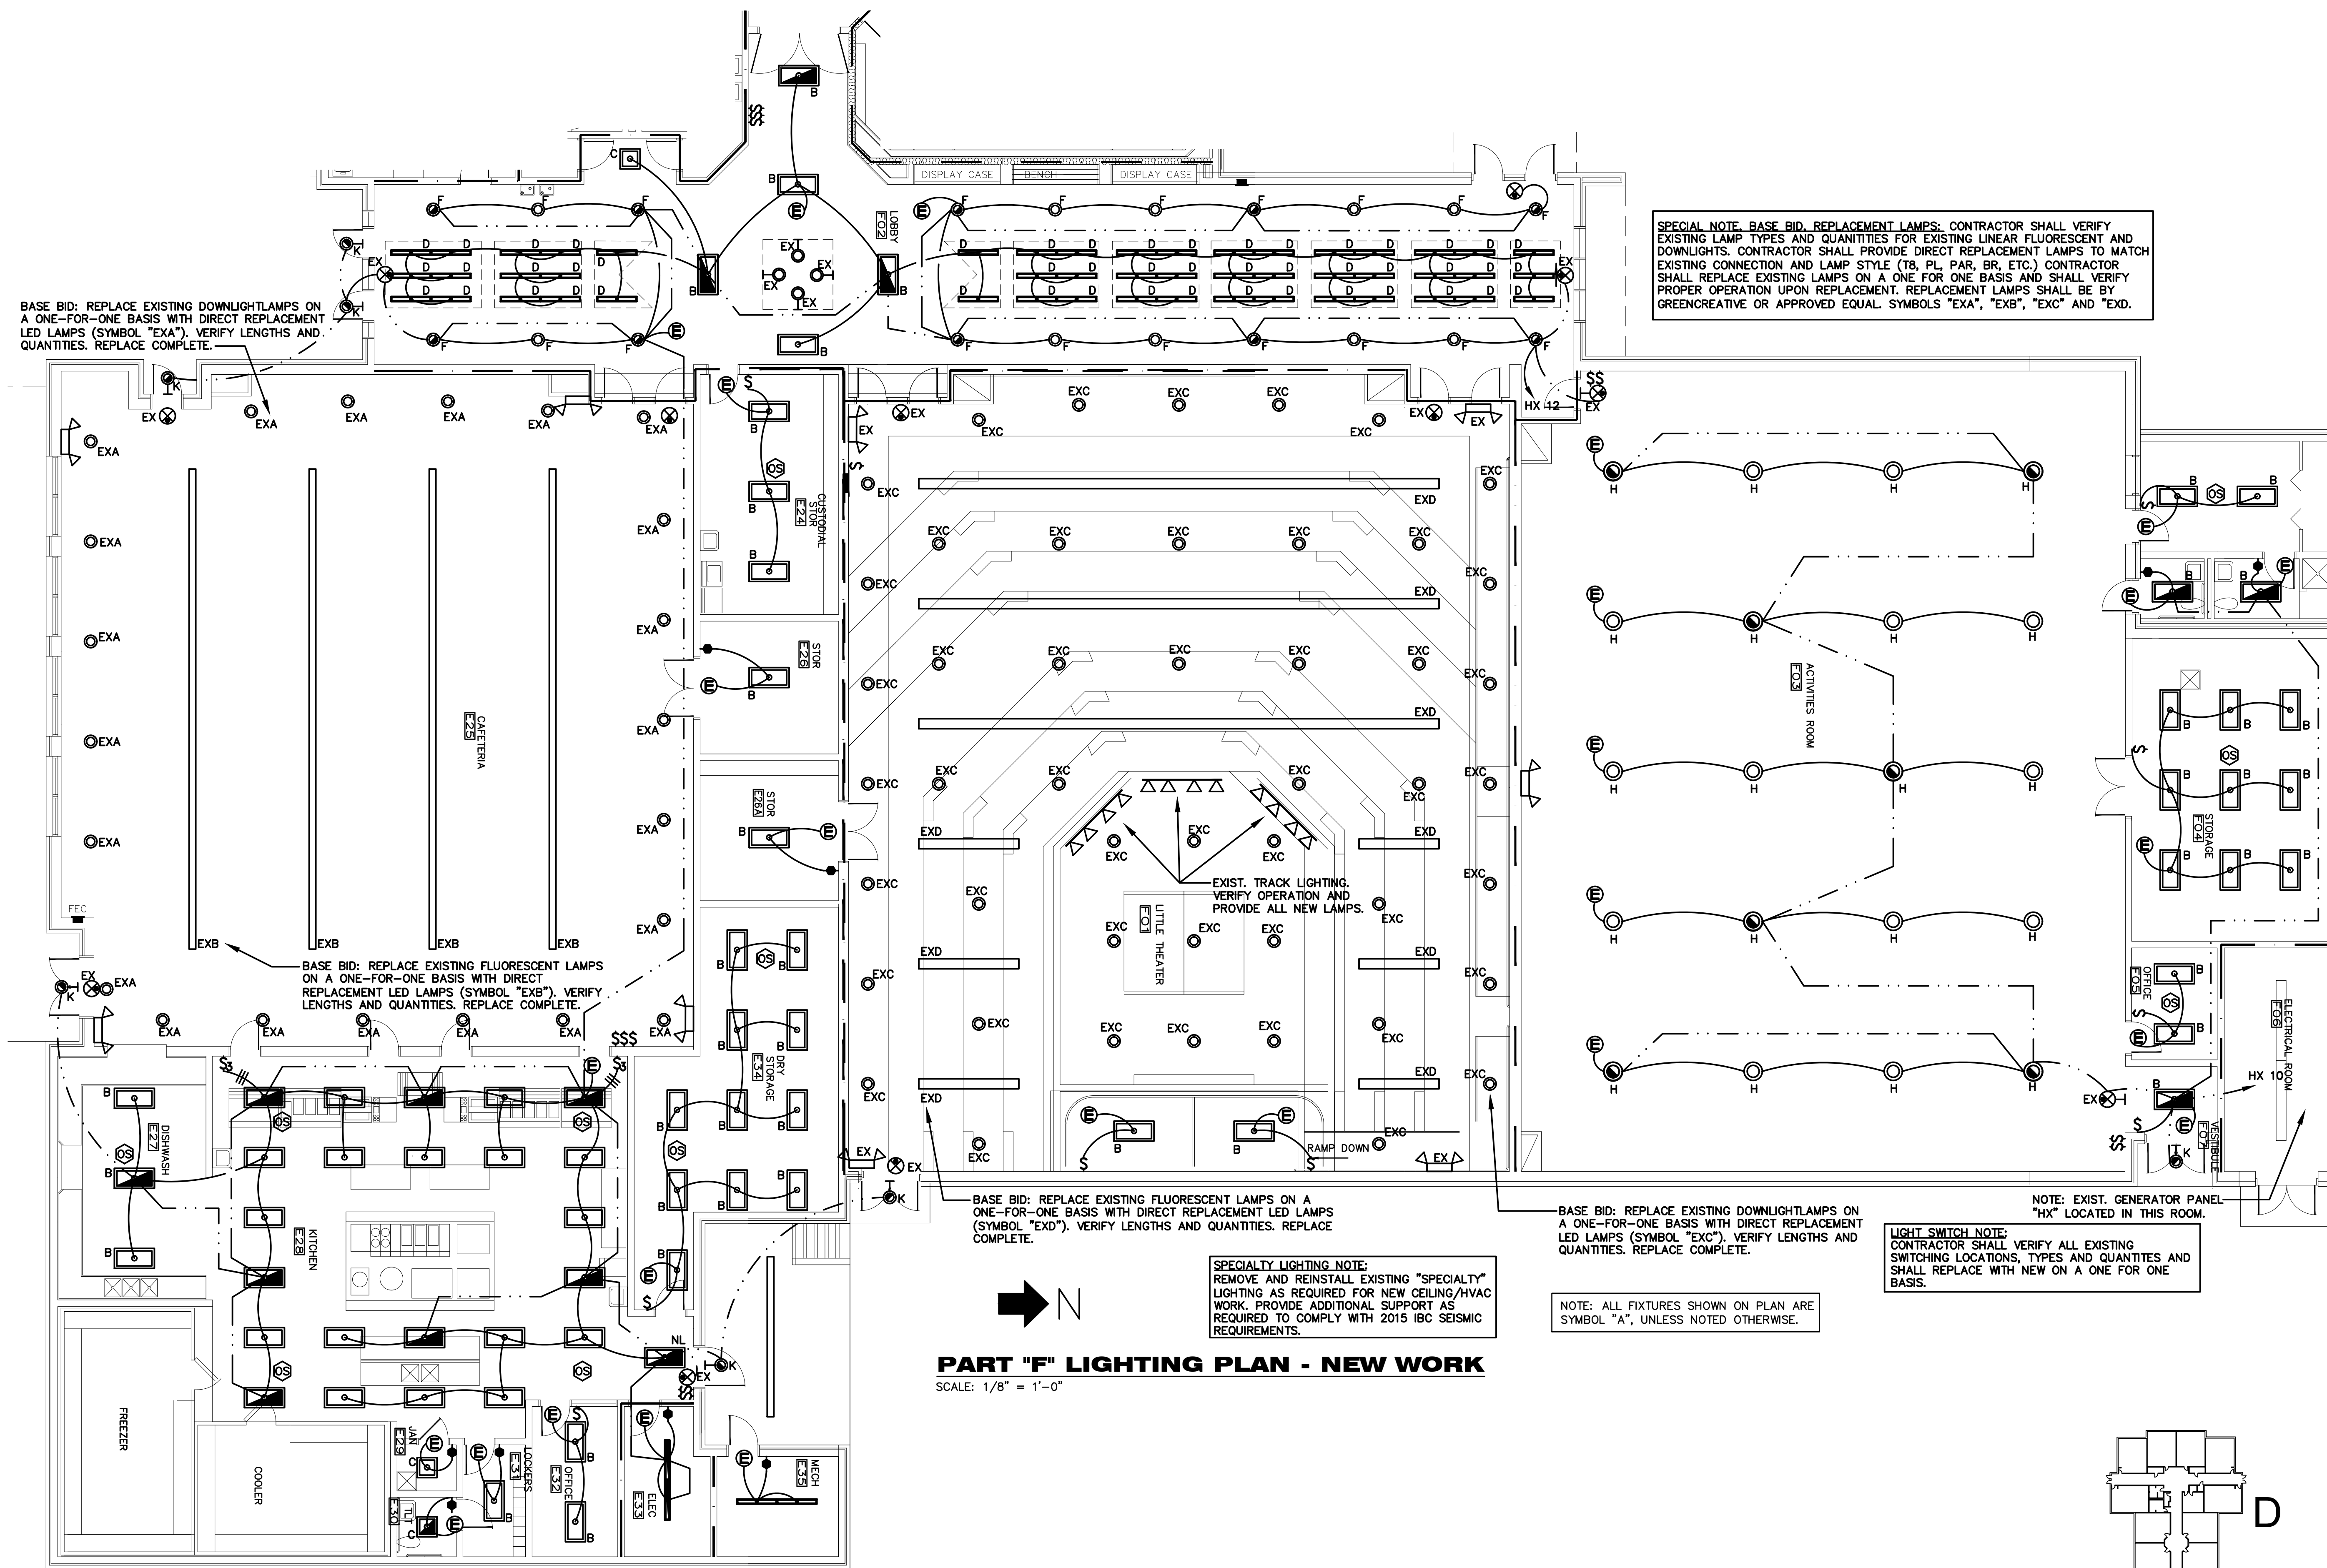 DISPLAY CASE
BENCH
DISPLAY CASE
LOBBY
F02
SPECIAL NOTE. BASE BID. REPLACEMENT LAMPS: CONTRACTOR SHALL VERIFY
EXISTING LAMP TYPES AND QUANITITIES FOR EXISTING LINEAR FLUORESCENT AND
DOWNLIGHTS. CONTRACTOR SHALL PROVIDE DIRECT REPLACEMENT LAMPS TO MATCH
EXISTING CONNECTION AND LAMP STYLE (T8, PL, PAR, BR, ETC.) CONTRACTOR
SHALL REPLACE EXISTING LAMPS ON A ONE FOR ONE BASIS AND SHALL VERIFY
PROPER OPERATION UPON REPLACEMENT. REPLACEMENT LAMPS SHALL BE BY
GREENCREATIVE OR APPROVED EQUAL. SYMBOLS "EXA", "EXB", "EXC" AND "EXD.
BASE BID: REPLACE EXISTING DOWNLIGHTLAMPS ON
A ONE-FOR-ONE BASIS WITH DIRECT REPLACEMENT
LED LAMPS (SYMBOL "EXA"). VERIFY LENGTHS AND
QUANTITIES. REPLACE COMPLETE.
HX 12
CUSTODIAL
STOR
E24
STOR
E26
STOR
E26A
CAFETERIA
E25
ACTIVITIES ROOM
F03
STORAGE
F04
EXIST. TRACK LIGHTING.
VERIFY OPERATION AND
PROVIDE ALL NEW LAMPS.
LITTLE THEATER
F01
FEC
EXB
EXB
EXB
EXB
BASE BID: REPLACE EXISTING FLUORESCENT LAMPS
ON A ONE-FOR-ONE BASIS WITH DIRECT
REPLACEMENT LED LAMPS (SYMBOL "EXB"). VERIFY
LENGTHS AND QUANTITIES. REPLACE COMPLETE.
OFFICE
F05
ELECTRICAL ROOM
F06
HX 10
VESTIBULE
F07
DRY
STORAGE
E34
DISHWASH
E27
KITCHEN
E28
RAMP DOWN
BASE BID: REPLACE EXISTING FLUORESCENT LAMPS ON A
ONE-FOR-ONE BASIS WITH DIRECT REPLACEMENT LED LAMPS
(SYMBOL "EXD"). VERIFY LENGTHS AND QUANTITIES. REPLACE
COMPLETE.
BASE BID: REPLACE EXISTING DOWNLIGHTLAMPS ON
A ONE-FOR-ONE BASIS WITH DIRECT REPLACEMENT
LED LAMPS (SYMBOL "EXC"). VERIFY LENGTHS AND
QUANTITIES. REPLACE COMPLETE.
NOTE: EXIST. GENERATOR PANEL
"HX" LOCATED IN THIS ROOM.
LIGHT SWITCH NOTE:
CONTRACTOR SHALL VERIFY ALL EXISTING
SWITCHING LOCATIONS, TYPES AND QUANTITES AND
SHALL REPLACE WITH NEW ON A ONE FOR ONE
BASIS.
SPECIALTY LIGHTING NOTE:
REMOVE AND REINSTALL EXISTING "SPECIALTY"
LIGHTING AS REQUIRED FOR NEW CEILING/HVAC
WORK. PROVIDE ADDITIONAL SUPPORT AS
REQUIRED TO COMPLY WITH 2015 IBC SEISMIC
REQUIREMENTS.
NOTE: ALL FIXTURES SHOWN ON PLAN ARE
SYMBOL "A", UNLESS NOTED OTHERWISE.
N
NL
PART "F" LIGHTING PLAN - NEW WORK
SCALE: 1/8" = 1'-0"
FREEZER
COOLER
JAN
E29
TLT
E30
LOCKERS
E31
OFFICE
E32
ELEC
E33
MECH
E35
D